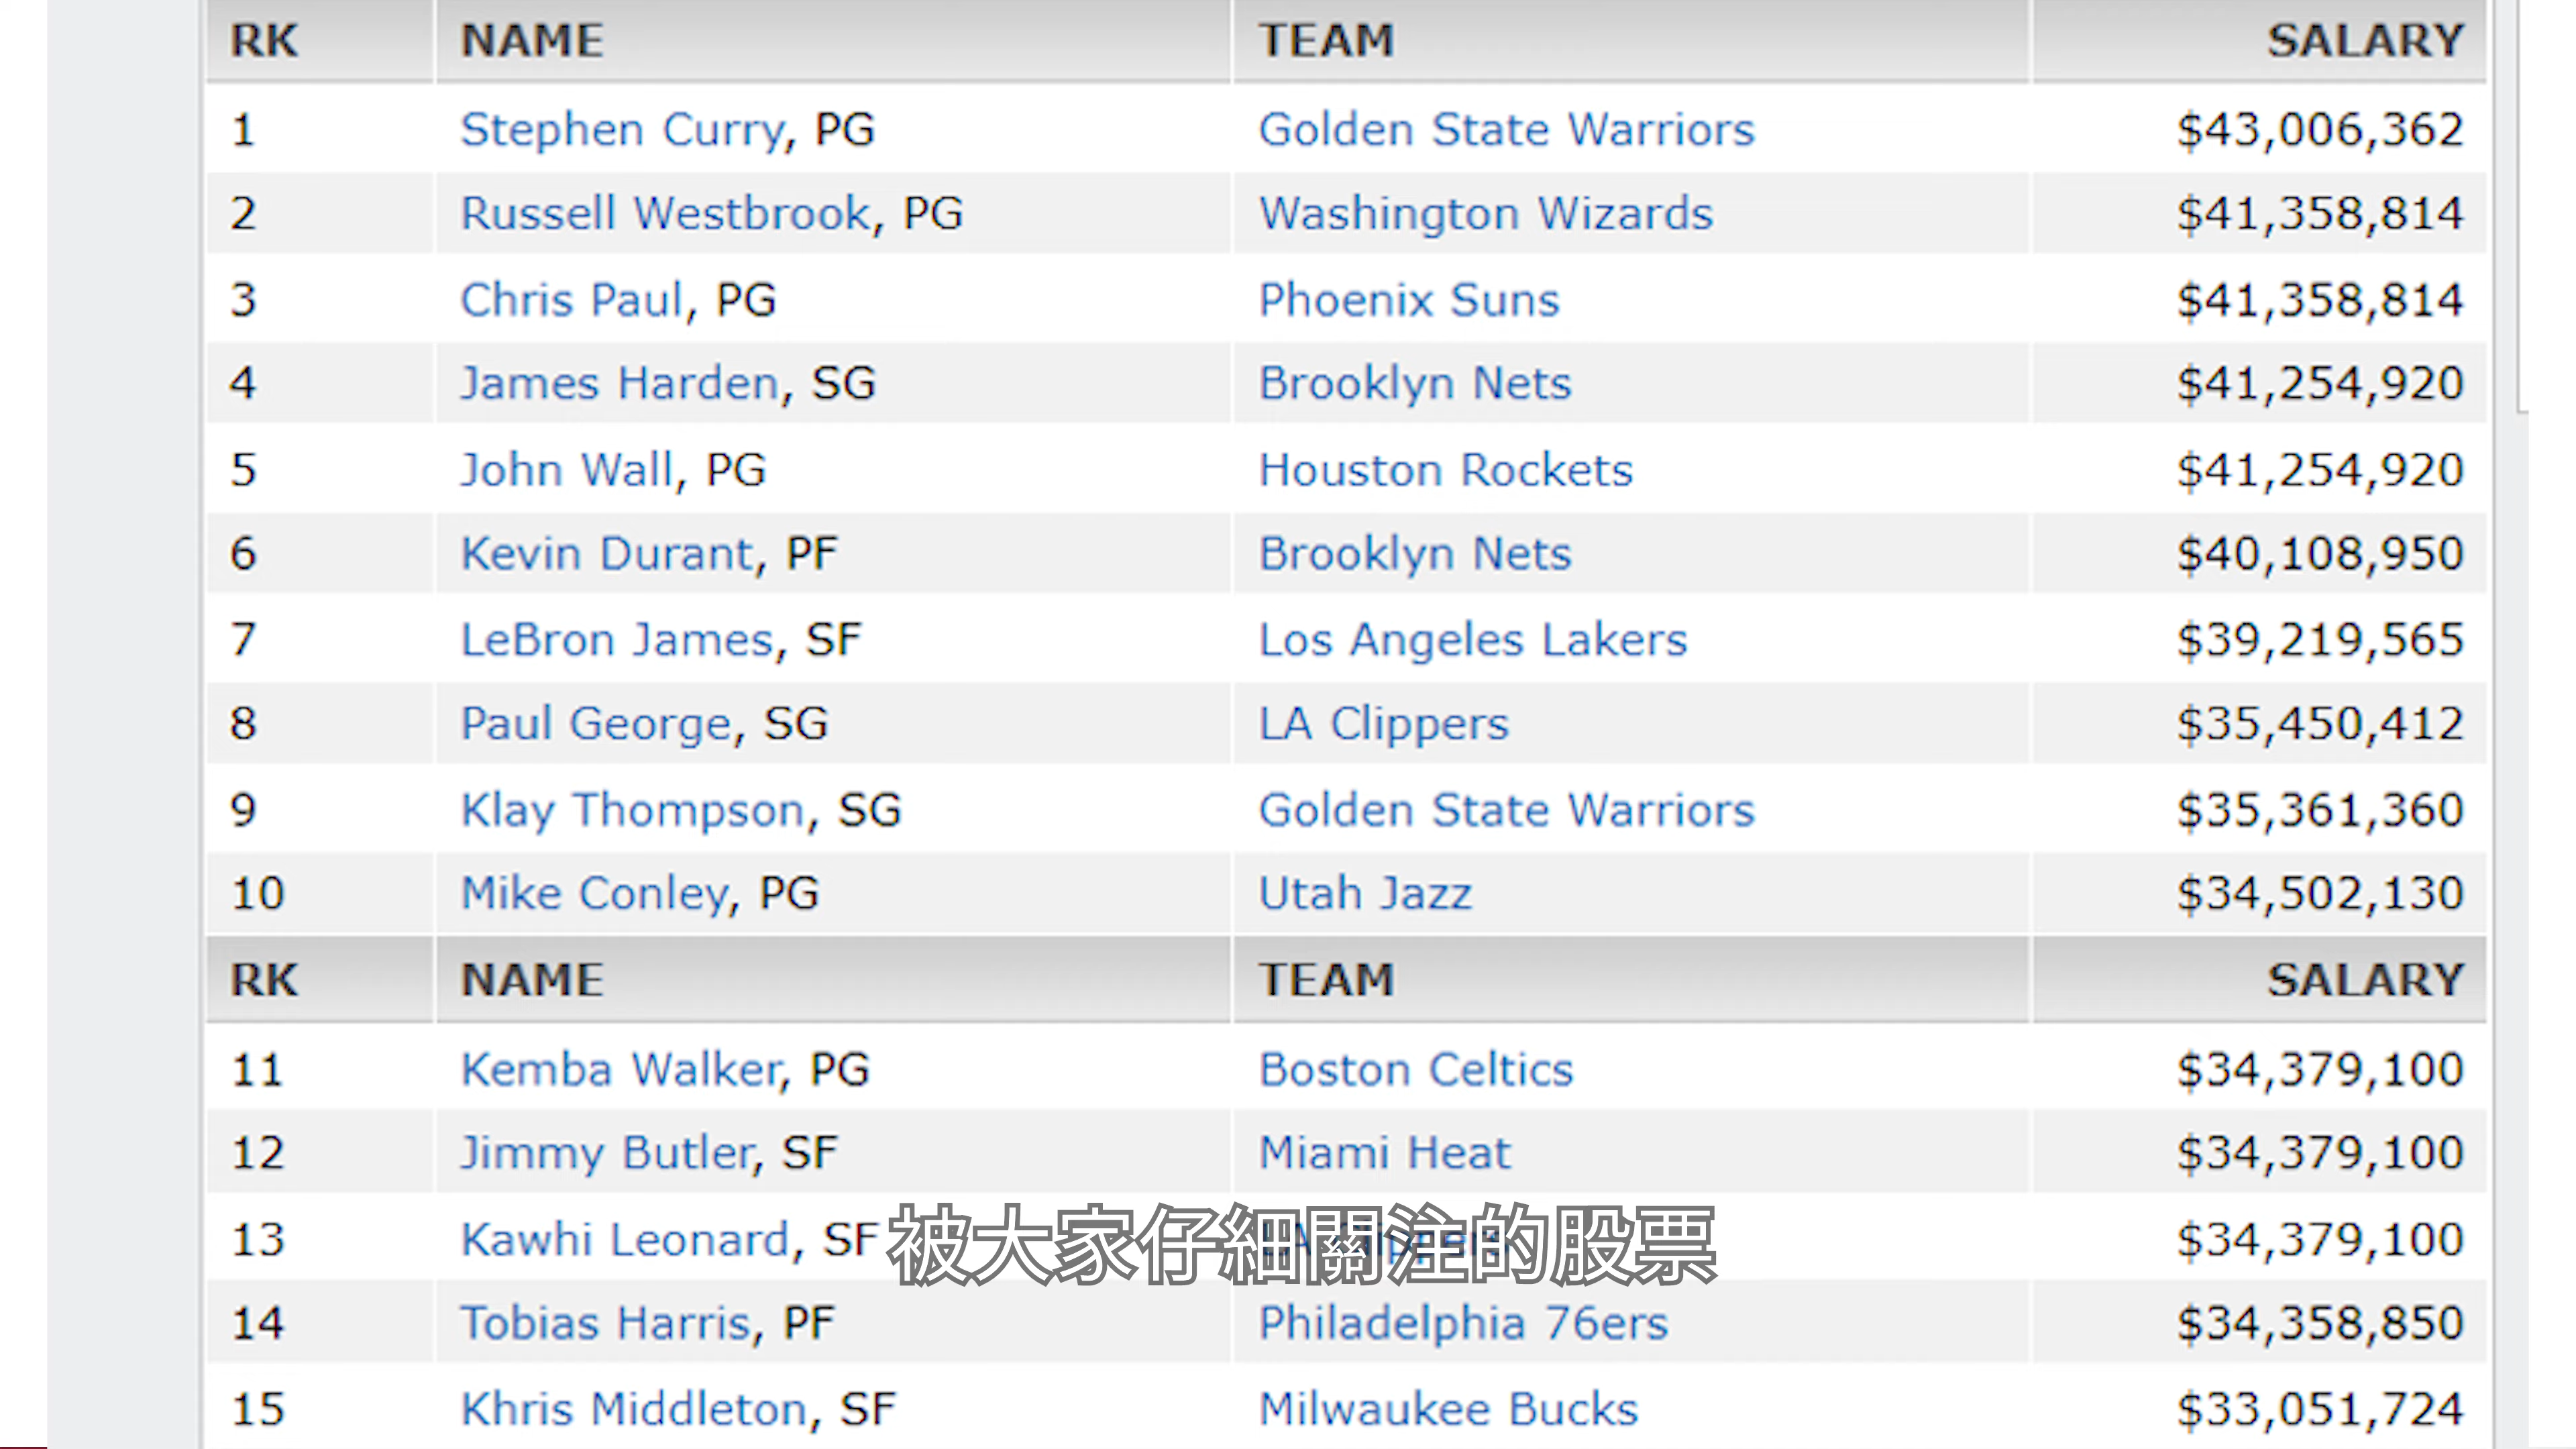 RK NAME TEAM SALARY
1 Stephen Curry, PG Golden State Warriors $43,006,362
2 Russell Westbrook, PG Washington Wizards $41,358,814
3 Chris Paul, PG Phoenix Suns $41,358,814
4 James Harden, SG Brooklyn Nets $41,254,920
5 John Wall, PG Houston Rockets $41,254,920
6 Kevin Durant, PF Brooklyn Nets $40,108,950
7 LeBron James, SF Los Angeles Lakers $39,219,565
8 Paul George, SG LA Clippers $35,450,412
9 Klay Thompson, SG Golden State Warriors $35,361,360
10 Mike Conley, PG Utah Jazz $34,502,130
RK NAME TEAM SALARY
11 Kemba Walker, PG Boston Celtics $34,379,100
12 Jimmy Butler, SF Miami Heat $34,379,100
13 Kawhi Leonard, SF LA Clippers $34,379,100
被大家仔細關注的股票
14 Tobias Harris, PF Philadelphia 76ers $34,358,850
15 Khris Middleton, SF Milwaukee Bucks $33,051,724